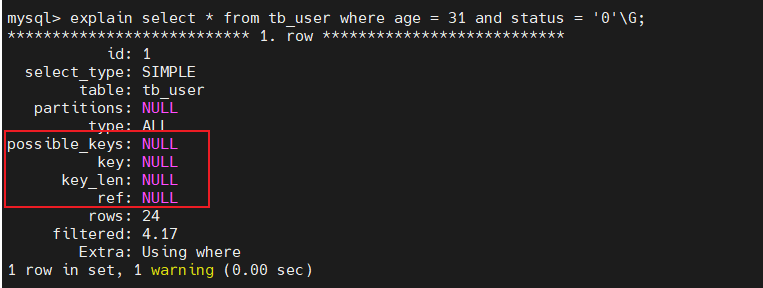 mysql> explain select * from tb_user where age = 31 and status = '0'\G;
*************************** 1. row ***************************
id: 1
select_type: SIMPLE
table: tb_user
partitions: NULL
type: ALL
possible_keys: NULL
key: NULL
key_len: NULL
ref: NULL
rows: 24
filtered: 4.17
Extra: Using where
1 row in set, 1 warning (0.00 sec)